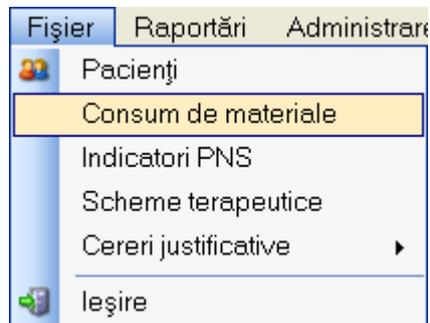 Fişier Raportări Administrare
Pacienţi
Consum de materiale
Indicatori PNS
Scheme terapeutice
Cereri justificative
Ieşire